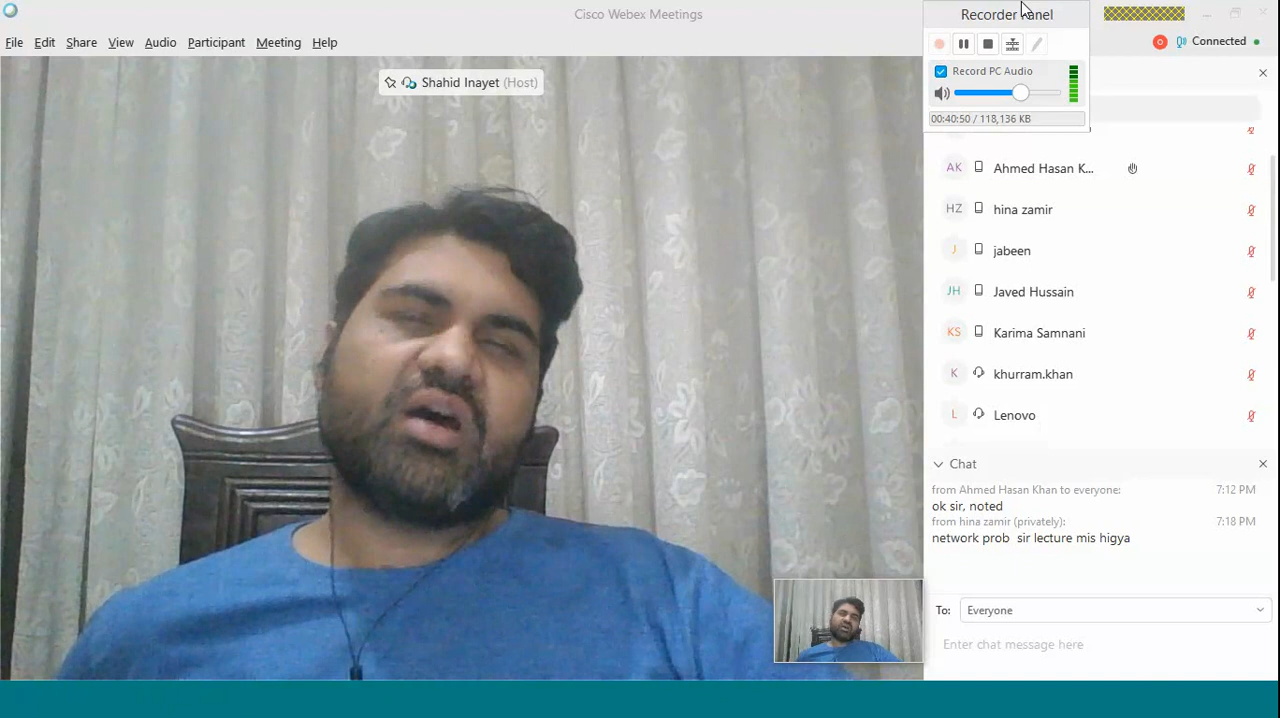 Cisco Webex Meetings
Recorder Panel
File Edit Share View Audio Participant Meeting Help
Connected
Record PC Audio
Shahid Inayet (Host)
00:40:50 / 118,136 KB
AK Ahmed Hasan K...
HZ hina zamir
J jabeen
JH Javed Hussain
KS Karima Samnani
K khurram.khan
L Lenovo
Chat
from Ahmed Hasan Khan to everyone: 7:12 PM
ok sir, noted
from hina zamir (privately): 7:18 PM
network prob sir lecture mis higya
To: Everyone
Enter chat message here